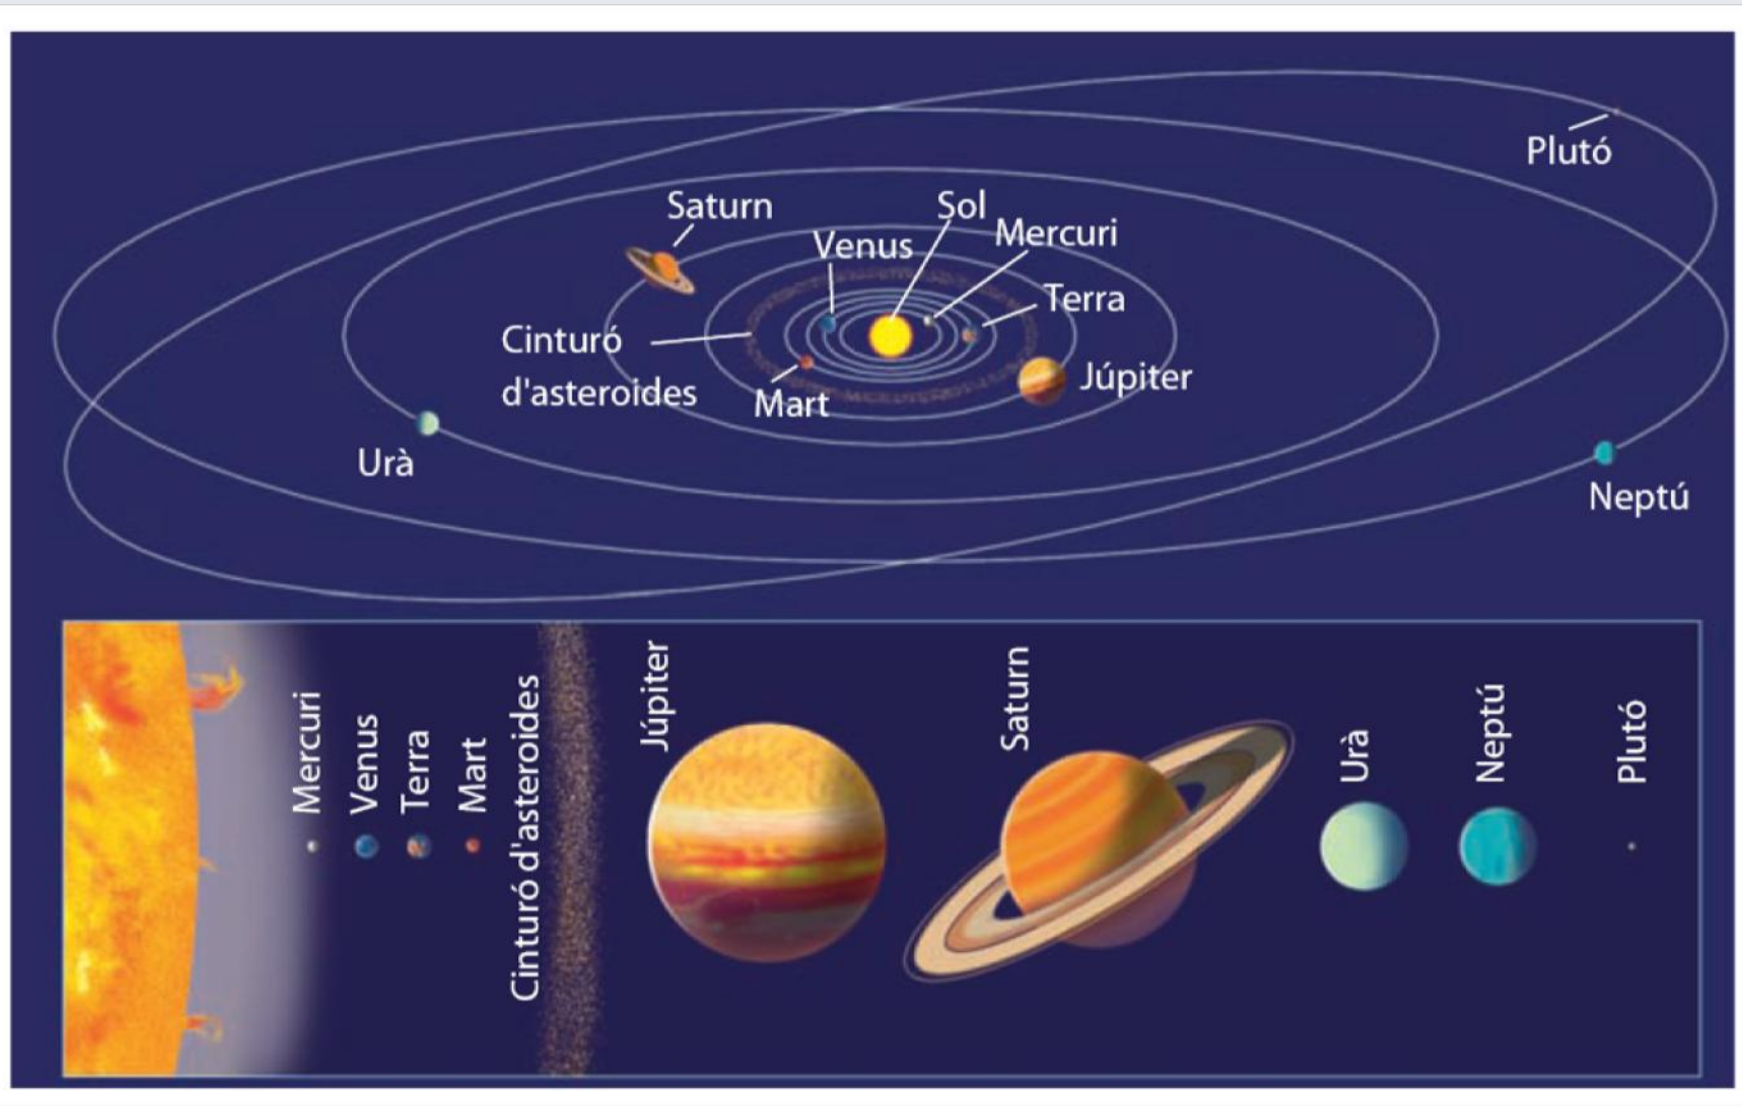 Plutó
Saturn
Sol
Mercuri
Venus
Terra
Cinturó
d'asteroides
Júpiter
Mart
Urà
Neptú
Mercuri
Venus
Terra
Mart
Cinturó d'asteroides
Júpiter
Saturn
Urà
Neptú
Plutó